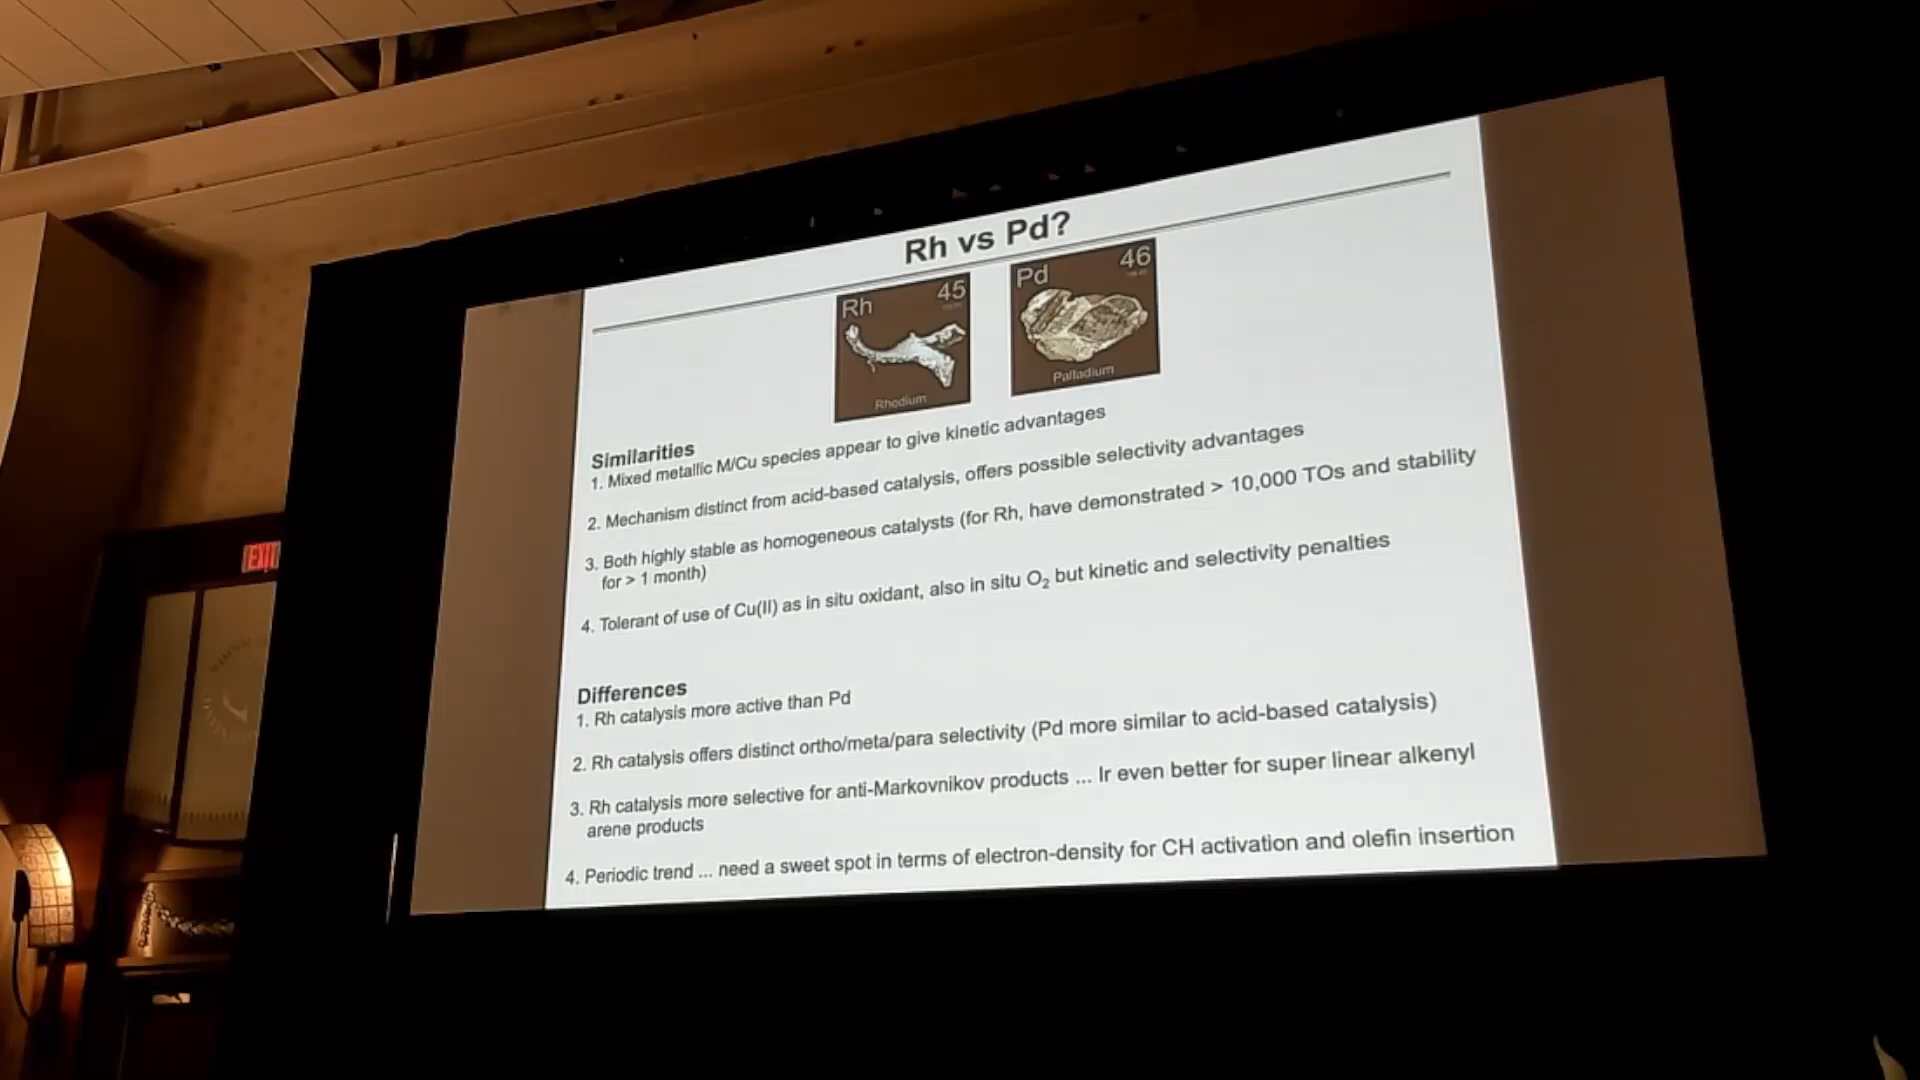 Rh vs Pd?
Rh 45
Rhodium
Pd 46
Palladium
Similarities
1. Mixed metallic M/Cu species appear to give kinetic advantages
2. Mechanism distinct from acid-based catalysis, offers possible selectivity advantages
3. Both highly stable as homogeneous catalysts (for Rh, have demonstrated > 10,000 TOs and stability
for > 1 month)
4. Tolerant of use of Cu(II) as in situ oxidant, also in situ O₂ but kinetic and selectivity penalties
Differences
1. Rh catalysis more active than Pd
2. Rh catalysis offers distinct ortho/meta/para selectivity (Pd more similar to acid-based catalysis)
3. Rh catalysis more selective for anti-Markovnikov products ... Ir even better for super linear alkenyl
arene products
4. Periodic trend ... need a sweet spot in terms of electron-density for CH activation and olefin insertion
EXIT